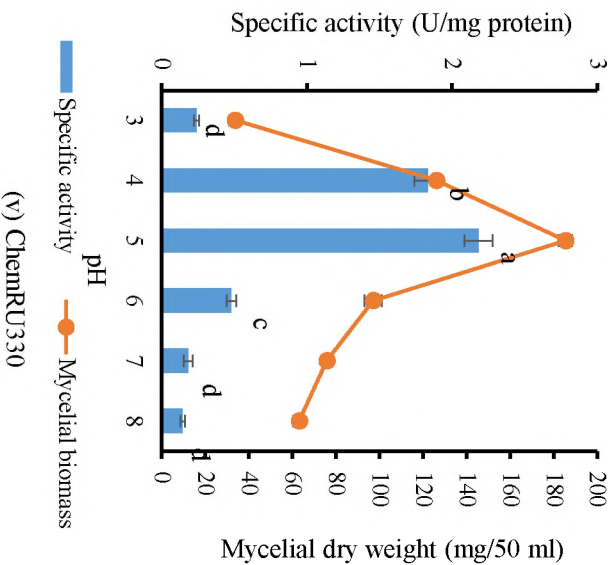 Specific activity (U/mg protein)
0 1 2 3
3 4 5 6 7 8
d b a c d d
0 20 40 60 80 100 120 140 160 180 200
Mycelial dry weight (mg/50 ml)
pH
Specific activity Mycelial biomass
(v) ChemRU330